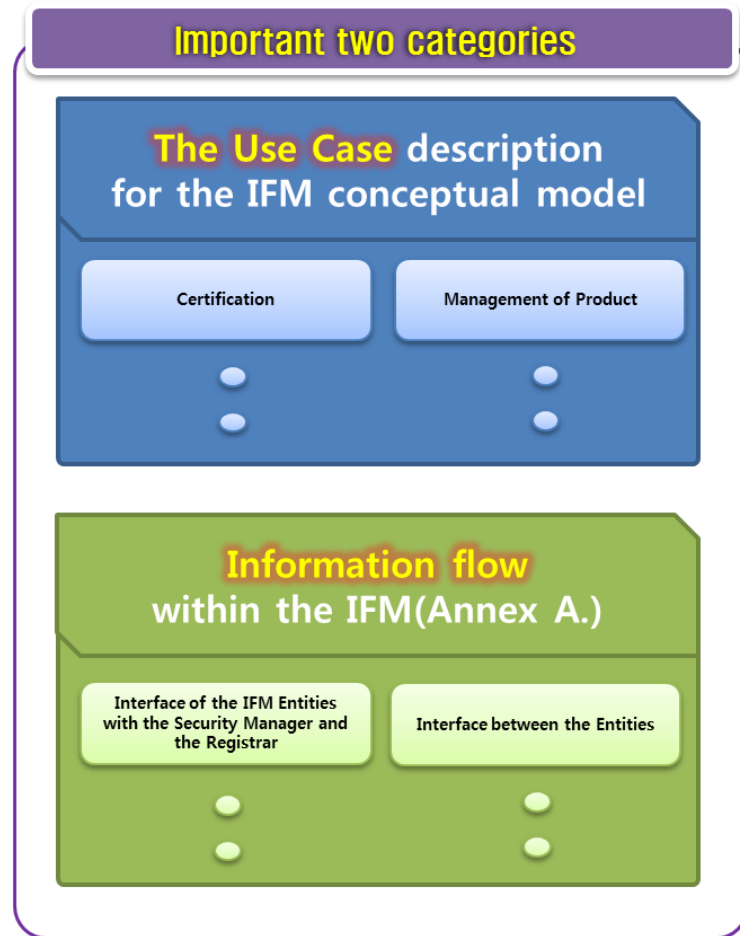 Important two categories
The Use Case description
for the IFM conceptual model
Certification
Management of Product
Information flow
within the IFM(Annex A.)
Interface of the IFM Entities
with the Security Manager and
the Registrar
Interface between the Entities